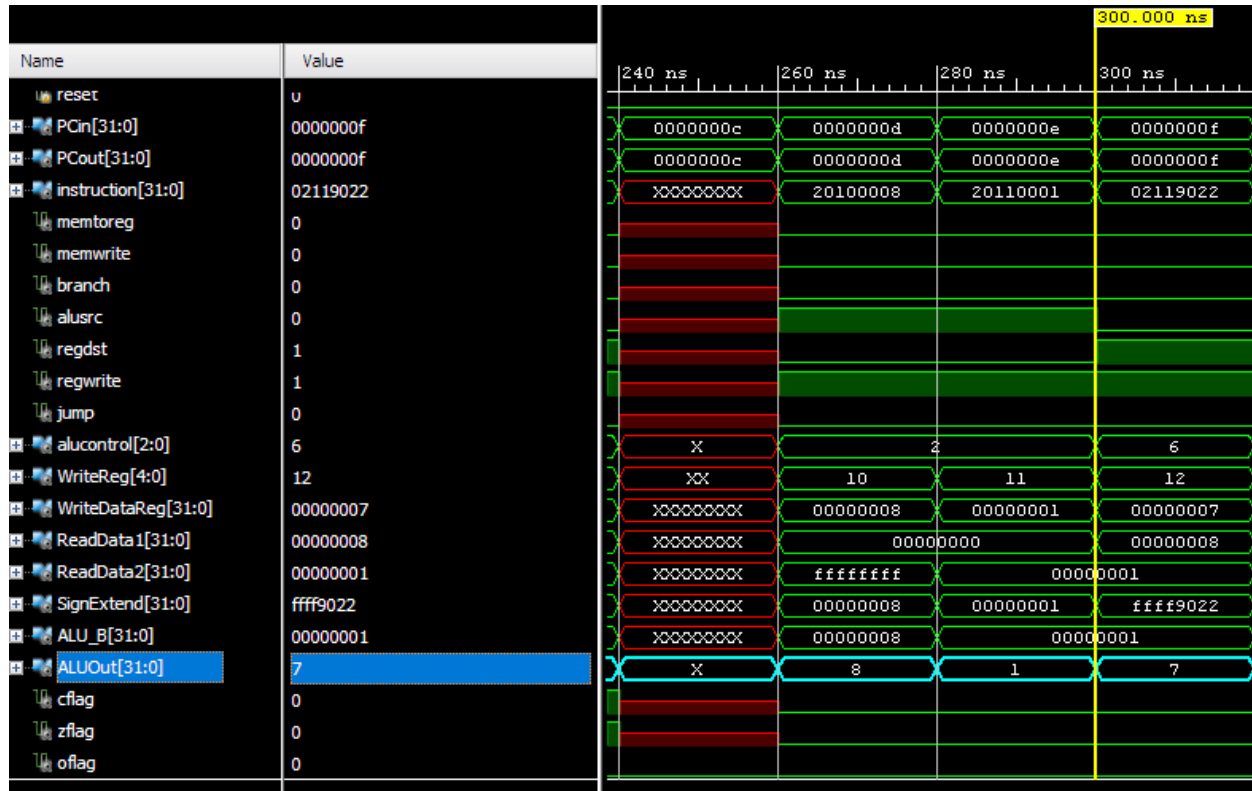 300.000 ns
Name Value
240 ns 260 ns 280 ns 300 ns
reset 0
PCin[31:0] 0000000f 0000000c 0000000d 0000000e 0000000f
PCout[31:0] 0000000f 0000000c 0000000d 0000000e 0000000f
instruction[31:0] 02119022 XXXXXXXX 20100008 20110001 02119022
memtoreg 0
memwrite 0
branch 0
alusrc 0
regdst 1
regwrite 1
jump 0
alucontrol[2:0] 6 X 2 6
WriteReg[4:0] 12 XX 10 11 12
WriteDataReg[31:0] 00000007 XXXXXXXX 00000008 00000001 00000007
ReadData1[31:0] 00000008 XXXXXXXX 00000000 00000008
ReadData2[31:0] 00000001 XXXXXXXX ffffffff 00000001
SignExtend[31:0] ffff9022 XXXXXXXX 00000008 00000001 ffff9022
ALU_B[31:0] 00000001 XXXXXXXX 00000008 00000001
ALUOut[31:0] 7 X 8 1 7
cflag 0
zflag 0
oflag 0